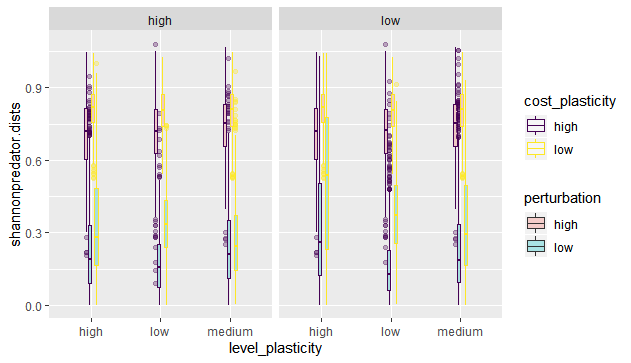 high
low
shannonpredator.dists
0.9
0.6
0.3
0.0
high
low
medium
high
low
medium
level_plasticity
cost_plasticity
high
low
perturbation
high
low